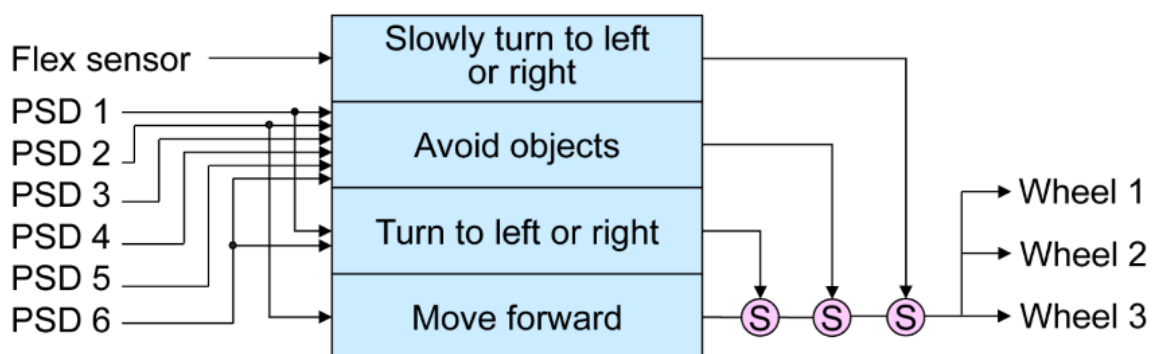 Flex sensor
PSD 1
PSD 2
PSD 3
PSD 4
PSD 5
PSD 6
Slowly turn to left
or right
Avoid objects
Turn to left or right
Move forward
S
S
S
Wheel 1
Wheel 2
Wheel 3